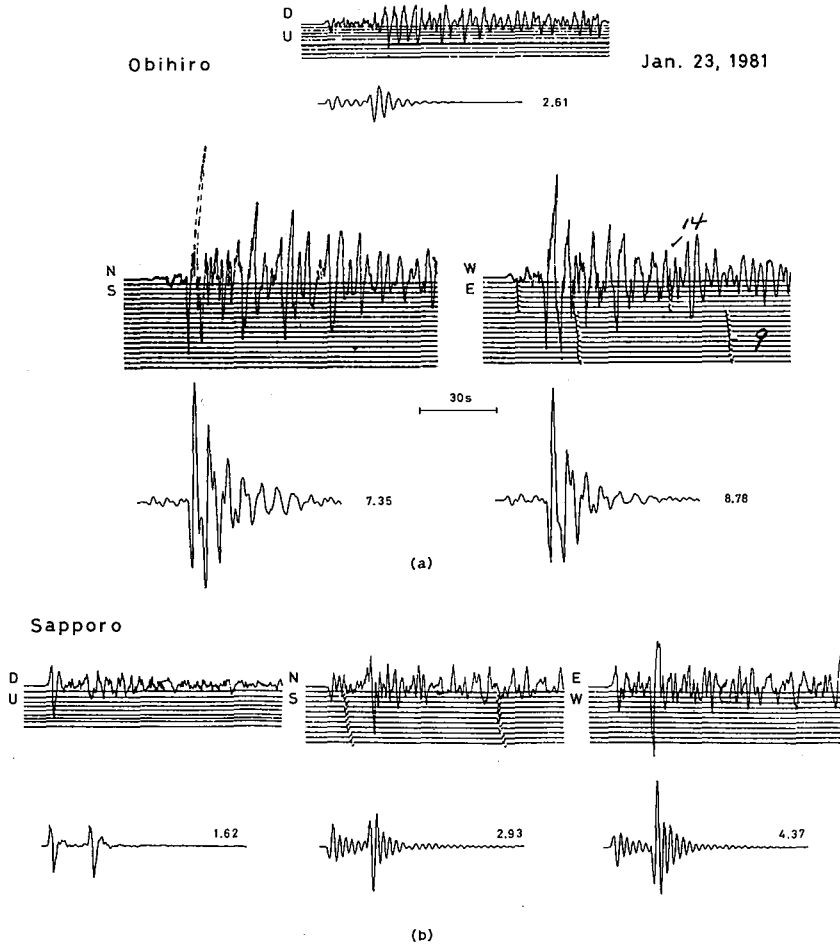 D
U
Obihiro
Jan. 23, 1981
2.61
14
N
S
W
E
9
30s
7.35
8.78
(a)
Sapporo
D
U
N
S
E
W
1.62
2.93
4.37
(b)